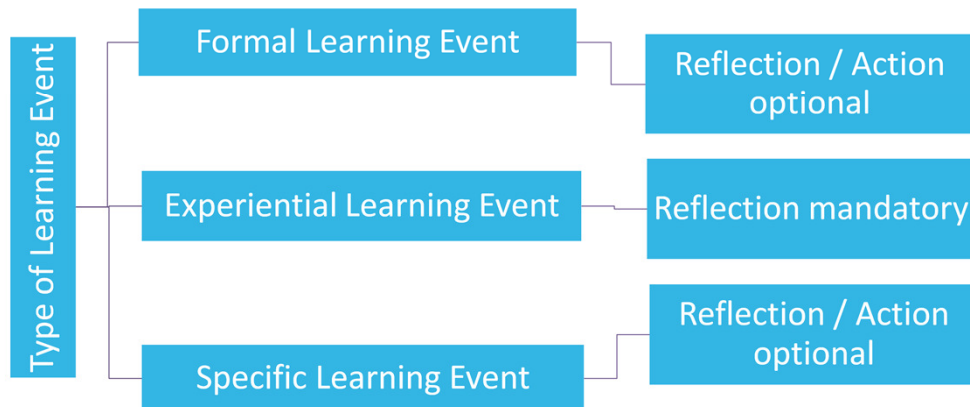 Type of Learning Event
Formal Learning Event
Reflection / Action
optional
Experiential Learning Event
Reflection mandatory
Specific Learning Event
Reflection / Action
optional